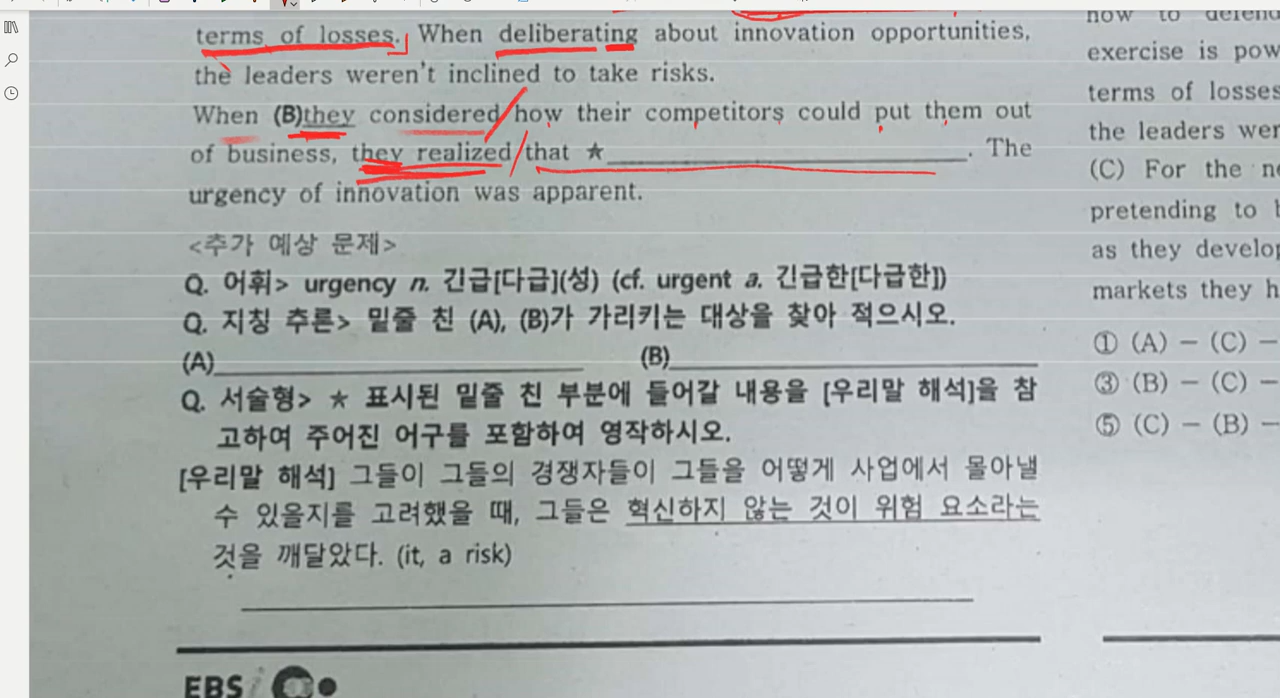 terms of losses. When deliberating about innovation opportunities,
the leaders weren't inclined to take risks.
When (B)they considered how their competitors could put them out
of business, they realized that ★____________. The
urgency of innovation was apparent.
<추가 예상 문제>
Q. 어휘> urgency n. 긴급[다급](성) (cf. urgent a. 긴급한[다급한])
Q. 지칭 추론> 밑줄 친 (A), (B)가 가리키는 대상을 찾아 적으시오.
(A)____________ (B)____________
Q. 서술형> ★ 표시된 밑줄 친 부분에 들어갈 내용을 [우리말 해석]을 참
고하여 주어진 어구를 포함하여 영작하시오.
[우리말 해석] 그들이 그들의 경쟁자들이 그들을 어떻게 사업에서 몰아낼
수 있을지를 고려했을 때, 그들은 혁신하지 않는 것이 위험 요소라는
것을 깨달았다. (it, a risk)
EBS
how to
exercise is
terms of losses
the leaders
(C) For the
pretending to
as they
markets they
① (A) - (C) -
③ (B) - (C) -
⑤ (C) - (B) -